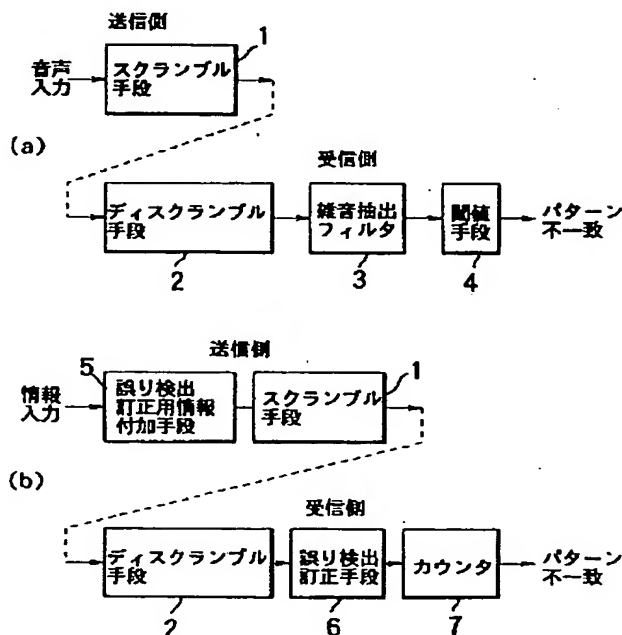 送信側
1
音声
入力
スクランブル
手段
(a)
受信側
ディスクランブル
手段
雑音抽出
フィルタ
閾値
手段
パターン
不一致
2
3
4
送信側
5
1
情報
入力
誤り検出
訂正用情報
付加手段
スクランブル
手段
(b)
受信側
ディスクランブル
手段
誤り検出
訂正手段
カウンタ
パターン
不一致
2
6
7